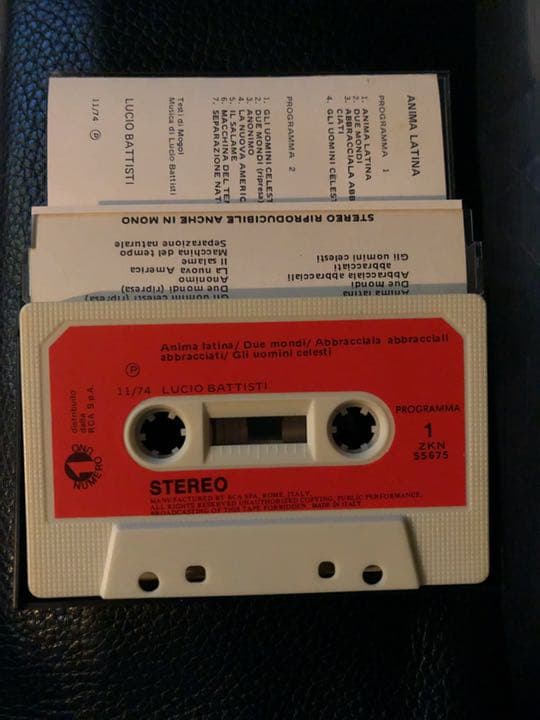 ANIMA LATINA
PROGRAMMA 1
1. ANIMA LATINA
2. DUE MONDI
3. ABBRACCIALA ABB
CIATI
4. GLI UOMINI CELES
PROGRAMMA 2
1. GLI UOMINI CELEST
2. DUE MONDI (ripresa)
3. ANONIMO
4. LA NUOVA AMERIC
5. IL SALAME
6. MACCHINA DEL TE
7. SEPARAZIONE NAT
Testi di Mogol
Musica di Lucio Battisti
LUCIO BATTISTI
11/74 Ⓟ
STEREO RIPRODUCIBILE ANCHE IN MONO
Anima latina
Due mondi
Abbracciala abbracciali
abbracciati
Gli uomini celesti
Gli uomini celesti (ripresa)
Due mondi (ripresa)
Anonimo
La nuova America
Il salame
Macchina del tempo
Separazione naturale
Anima latina/ Due mondi/ Abbracciala abbracciali
abbracciati/ Gli uomini celesti
Ⓟ
11/74 LUCIO BATTISTI
distribuito
dalla
RCA S.p.A.
NUMERO UNO
1
PROGRAMMA
1
ZKN
55675
STEREO
MANUFACTURED BY RCA SPA, ROME, ITALY.
ALL RIGHTS RESERVED UNAUTHORIZED COPYING, PUBLIC PERFORMANCE,
BROADCASTING OF THIS TAPE FORBIDDEN MADE IN ITALY